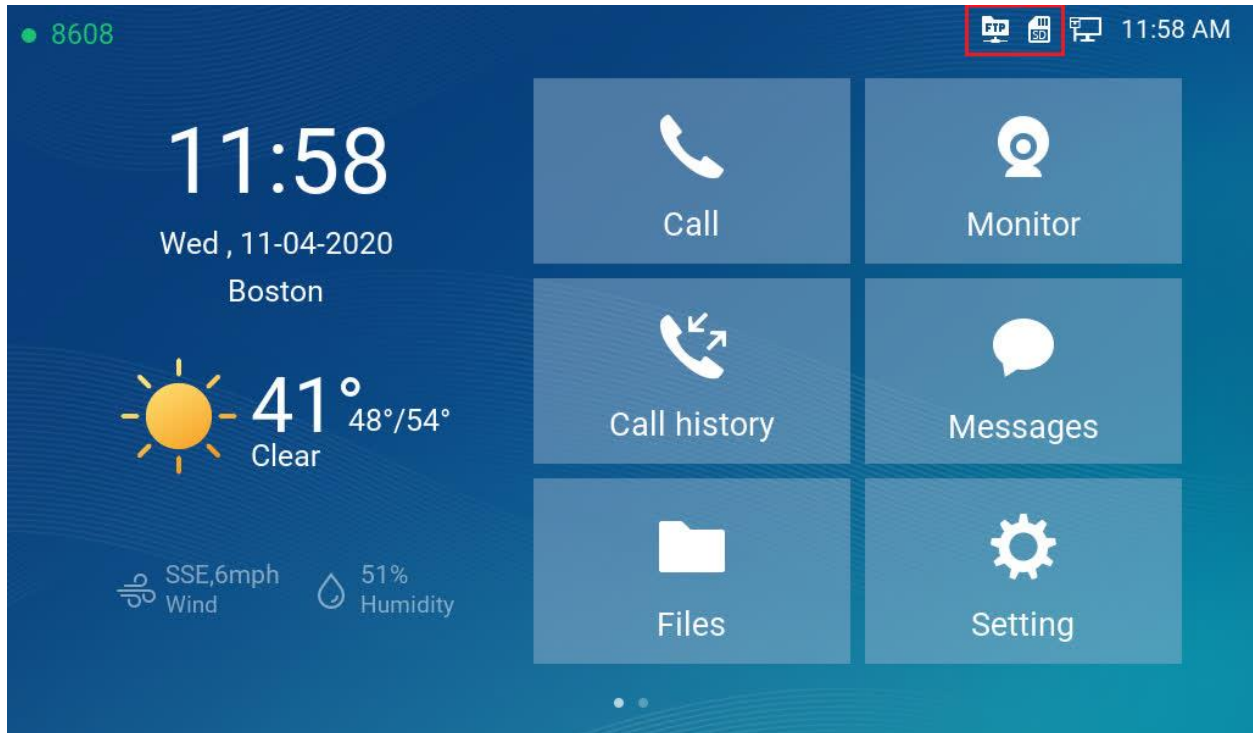 8608
FTP SD 11:58 AM
11:58
Wed , 11-04-2020
Boston
41° 48°/54°
Clear
SSE,6mph
Wind
51%
Humidity
Call
Monitor
Call history
Messages
Files
Setting